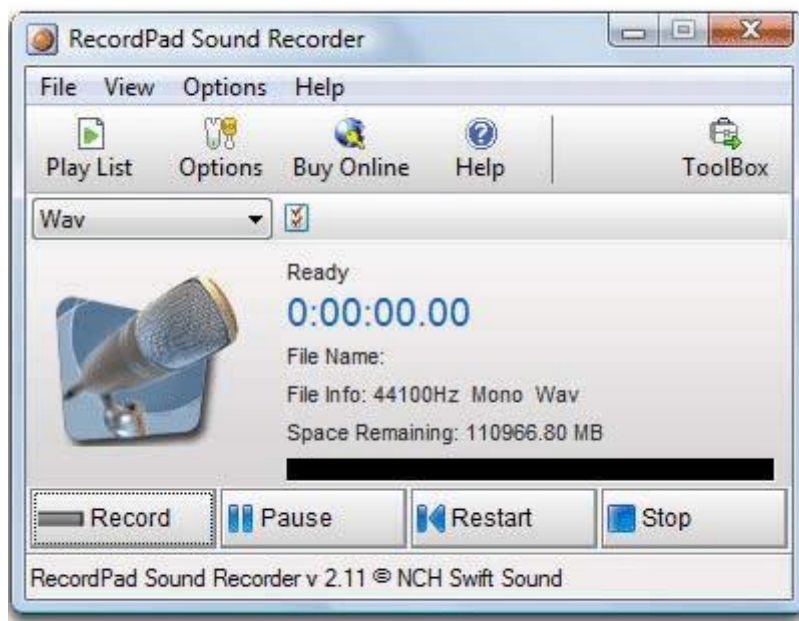 RecordPad Sound Recorder
File View Options Help
Play List Options Buy Online Help ToolBox
Wav
Ready
0:00:00.00
File Name:
File Info: 44100Hz Mono Wav
Space Remaining: 110966.80 MB
Record Pause Restart Stop
RecordPad Sound Recorder v 2.11 © NCH Swift Sound